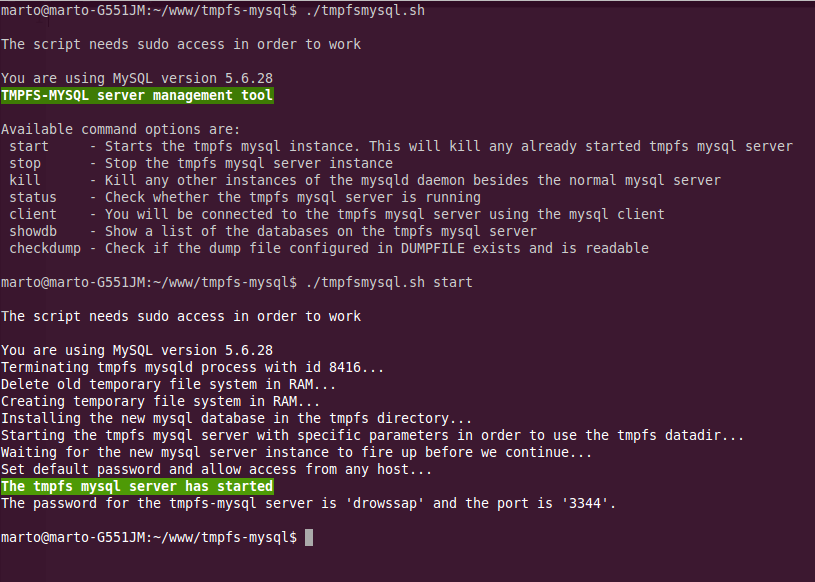 marto@marto-G551JM:~/www/tmpfs-mysql$ ./tmpfsmysql.sh
The script needs sudo access in order to work
You are using MySQL version 5.6.28
TMPFS-MYSQL server management tool
Available command options are:
start - Starts the tmpfs mysql instance. This will kill any already started tmpfs mysql server
stop - Stop the tmpfs mysql server instance
kill - Kill any other instances of the mysqld daemon besides the normal mysql server
status - Check whether the tmpfs mysql server is running
client - You will be connected to the tmpfs mysql server using the mysql client
showdb - Show a list of the databases on the tmpfs mysql server
checkdump - Check if the dump file configured in DUMPFILE exists and is readable
marto@marto-G551JM:~/www/tmpfs-mysql$ ./tmpfsmysql.sh start
The script needs sudo access in order to work
You are using MySQL version 5.6.28
Terminating tmpfs mysqld process with id 8416...
Delete old temporary file system in RAM...
Creating temporary file system in RAM...
Installing the new mysql database in the tmpfs directory...
Starting the tmpfs mysql server with specific parameters in order to use the tmpfs datadir...
Waiting for the new mysql server instance to fire up before we continue...
Set default password and allow access from any host...
The tmpfs mysql server has started
The password for the tmpfs-mysql server is 'drowssap' and the port is '3344'.
marto@marto-G551JM:~/www/tmpfs-mysql$